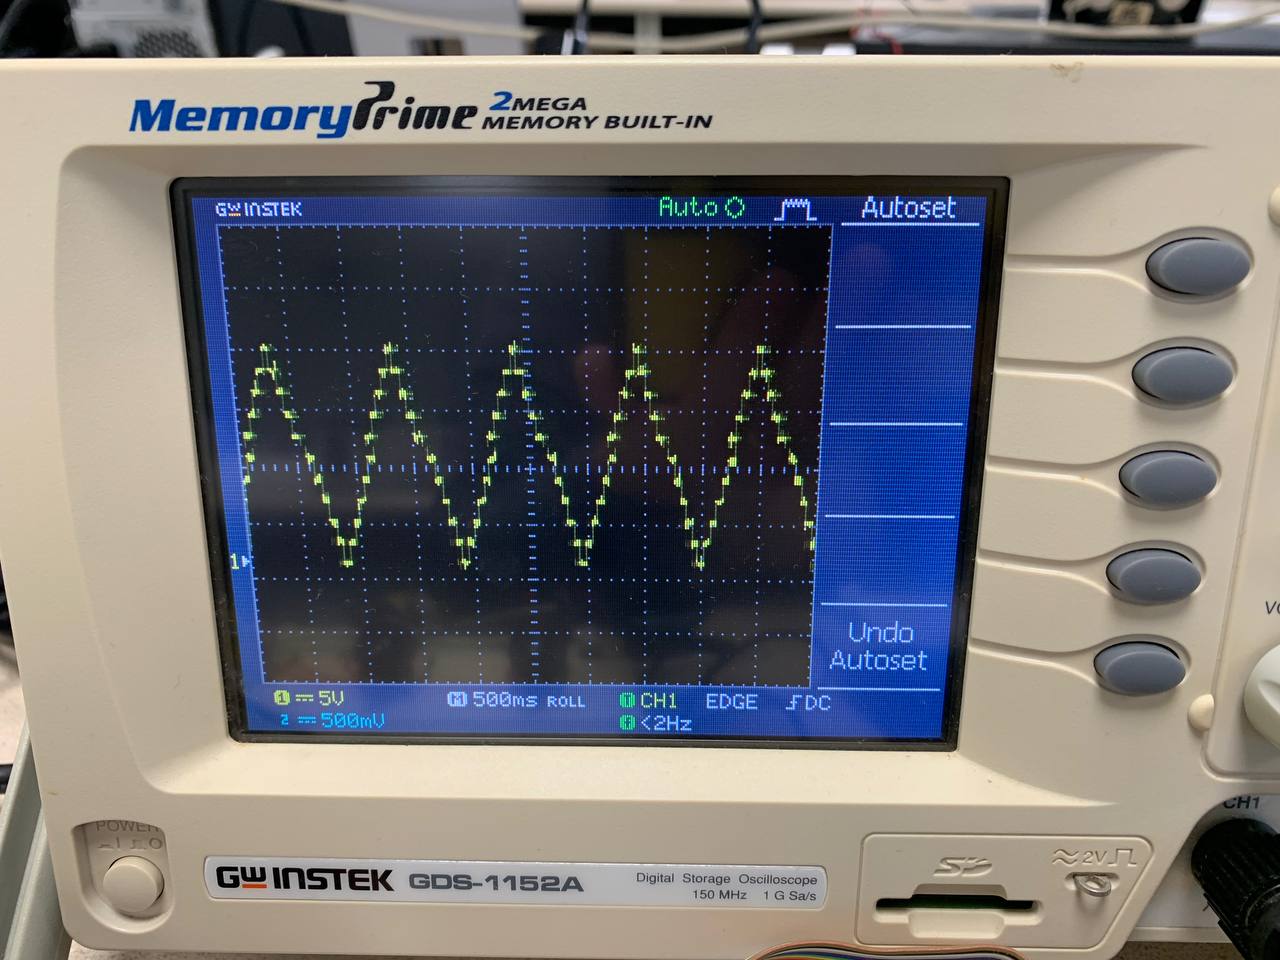 MemoryPrime 2MEGA
MEMORY BUILT-IN
GW INSTEK Auto Autoset
1
Undo
Autoset
1 5V M 500ms ROLL T CH1 EDGE DC
2 500mV F <2Hz
POWER
CH1
GW INSTEK GDS-1152A
Digital Storage Oscilloscope
150 MHz 1 G Sa/s
SD
≈2V